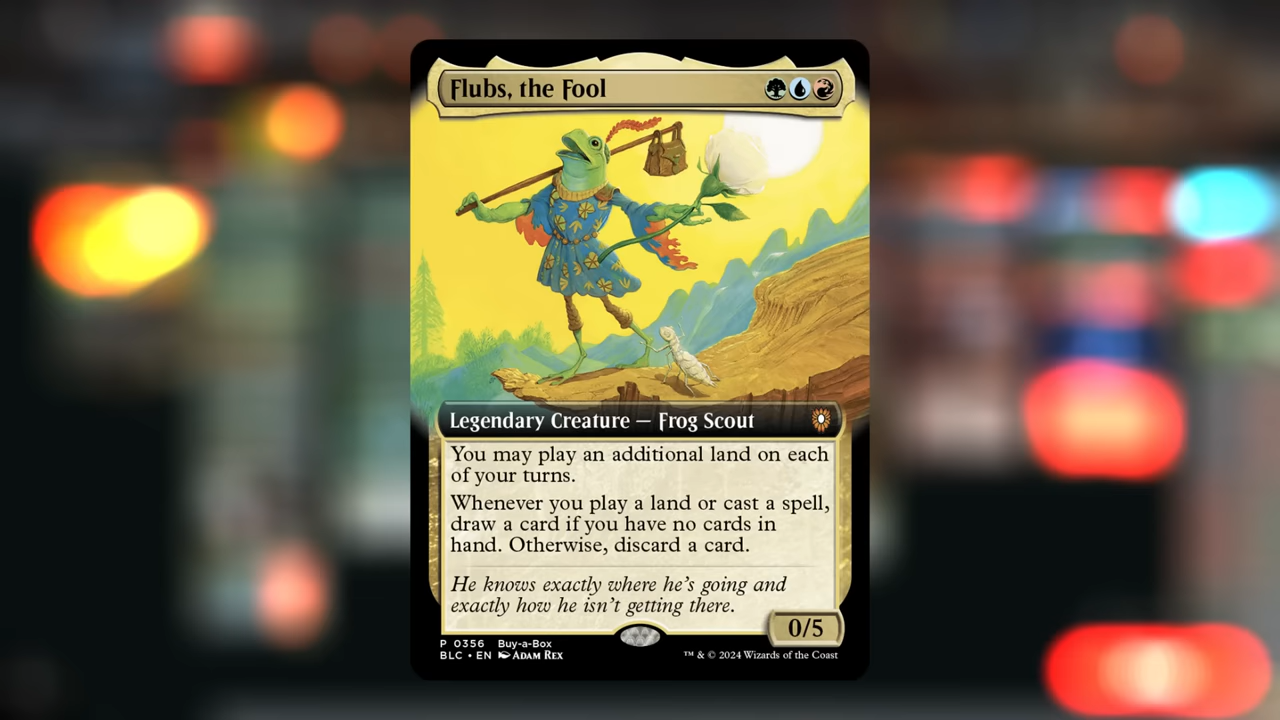 Flubs, the Fool
Legendary Creature — Frog Scout
You may play an additional land on each
of your turns.
Whenever you play a land or cast a spell,
draw a card if you have no cards in
hand. Otherwise, discard a card.
He knows exactly where he's going and
exactly how he isn't getting there.
0/5
P 0356 Buy-a-Box
BLC • EN Adam Rex
™ & © 2024 Wizards of the Coast